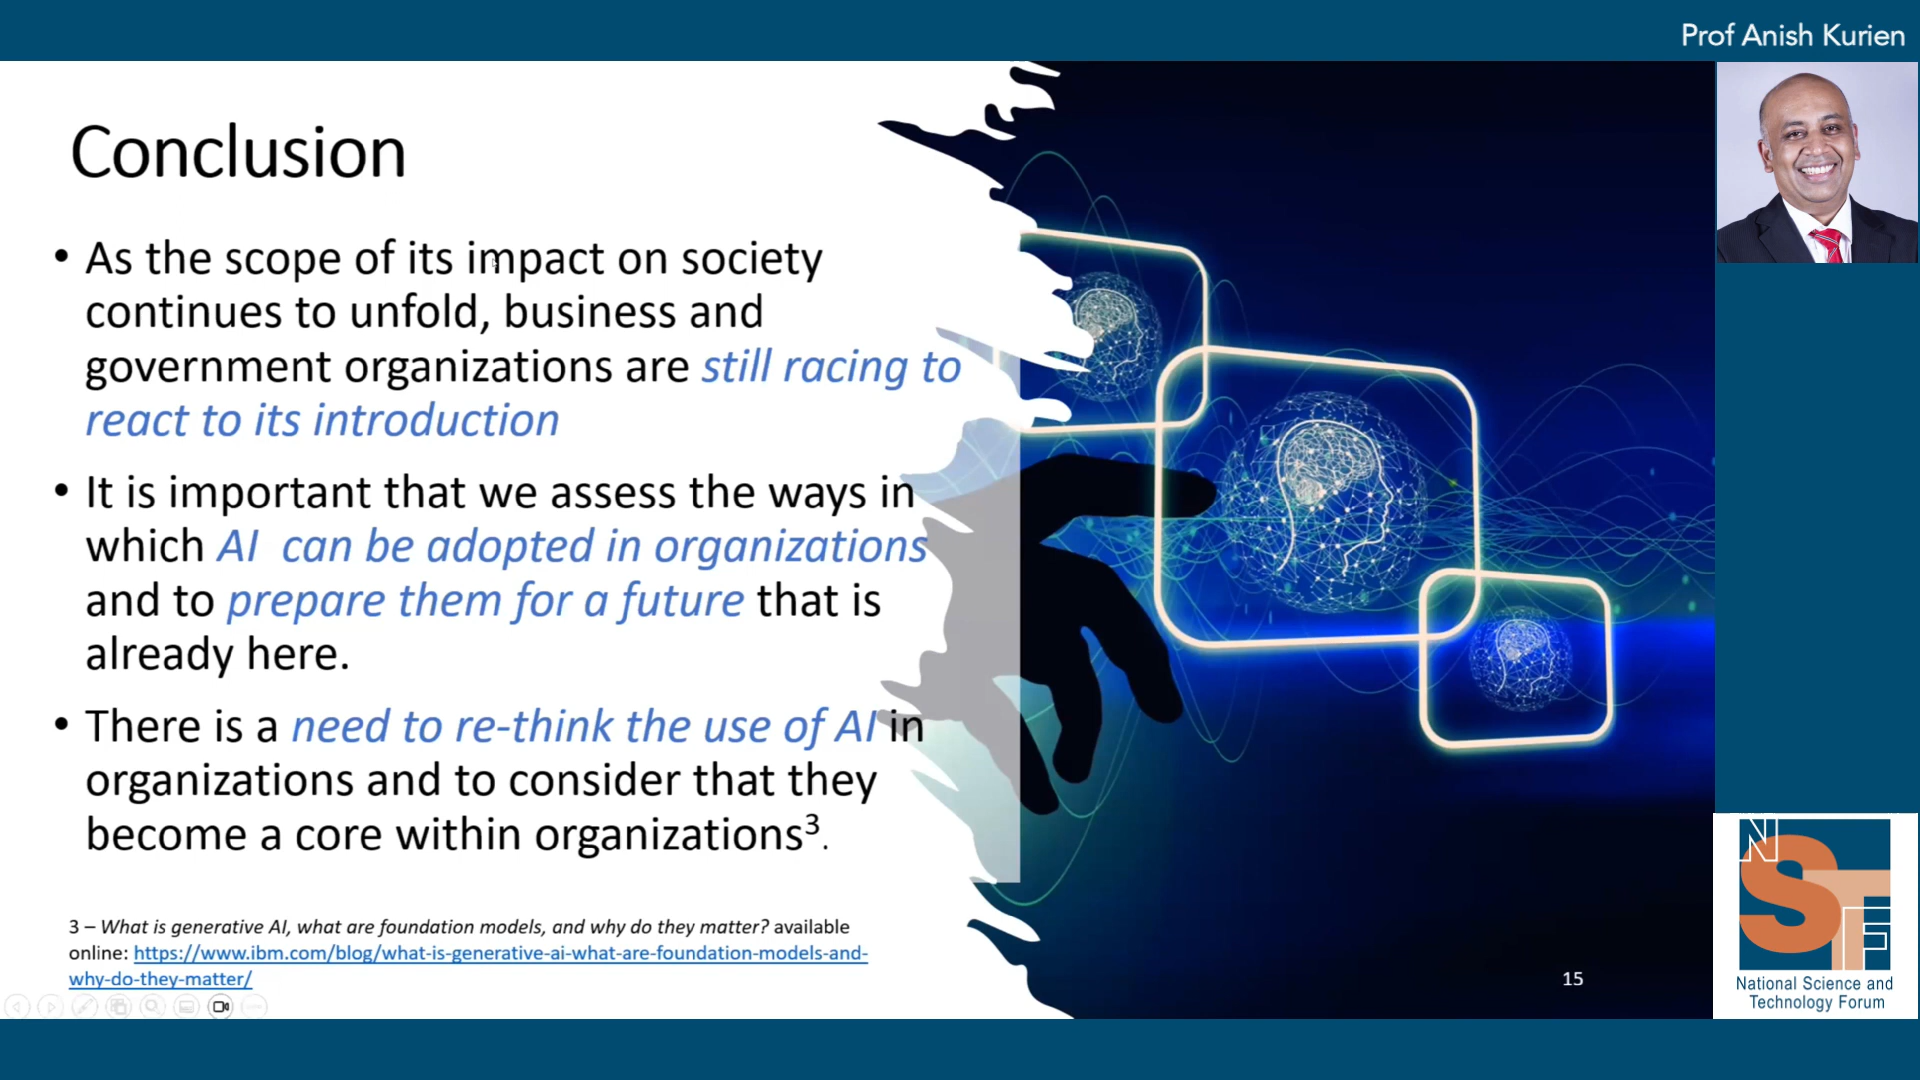 Prof Anish Kurien
Conclusion
• As the scope of its impact on society
continues to unfold, business and
government organizations are still racing to
react to its introduction
• It is important that we assess the ways in
which AI  can be adopted in organizations
and to prepare them for a future that is
already here.
• There is a need to re-think the use of AI in
organizations and to consider that they
become a core within organizations³.
3 – What is generative AI, what are foundation models, and why do they matter? available
online: https://www.ibm.com/blog/what-is-generative-ai-what-are-foundation-models-and-
why-do-they-matter/
15
NSTF
National Science and
Technology Forum